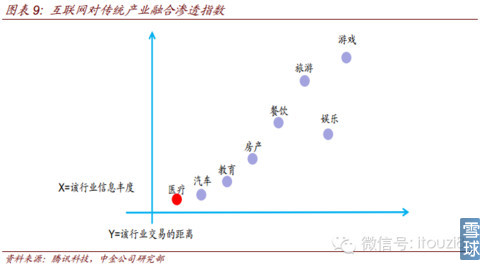 图表 9: 互联网对传统产业融合渗透指数
游戏
旅游
餐饮
娱乐
房产
教育
汽车
医疗
X=该行业信息丰度
Y=该行业交易的距离
雪球
微信号: itouzi6
资料来源：腾讯科技，中金公司研究部